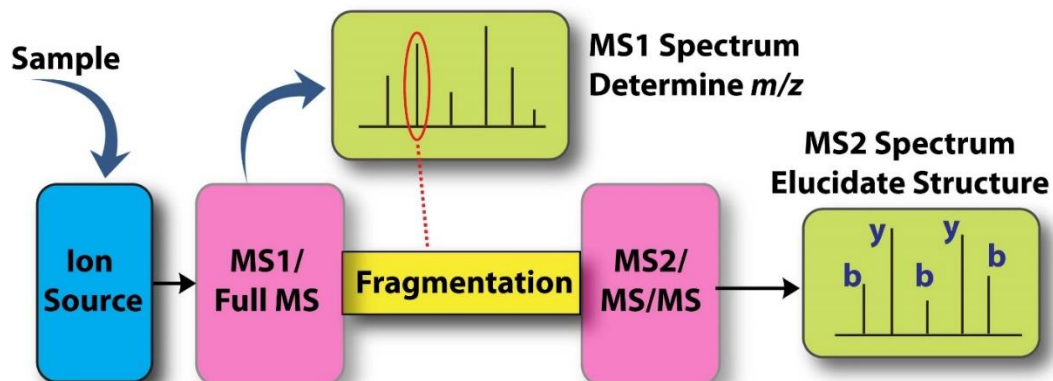 Sample
MS1 Spectrum
Determine m/z
MS2 Spectrum
Elucidate Structure
Ion
Source
MS1/
Full MS
Fragmentation
MS2/
MS/MS
b
y
b
y
b